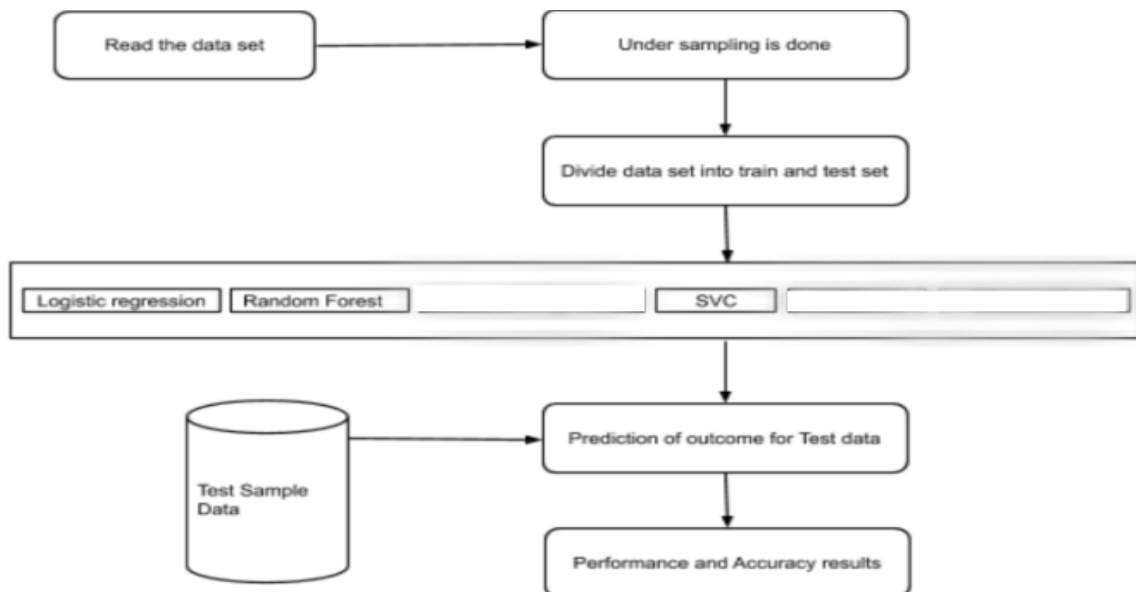 Read the data set
Under sampling is done
Divide data set into train and test set
Logistic regression
Random Forest
SVC
Prediction of outcome for Test data
Test Sample
Data
Performance and Accuracy results